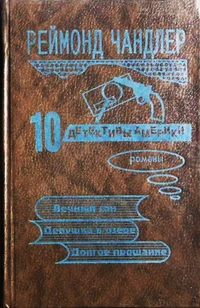 РЕЙМОНД ЧАНДЛЕР
10
ДЕТЕКТИВЫ АМЕРИКИ
романы
Вечный сон
Девушка в озере
Долгое прощание